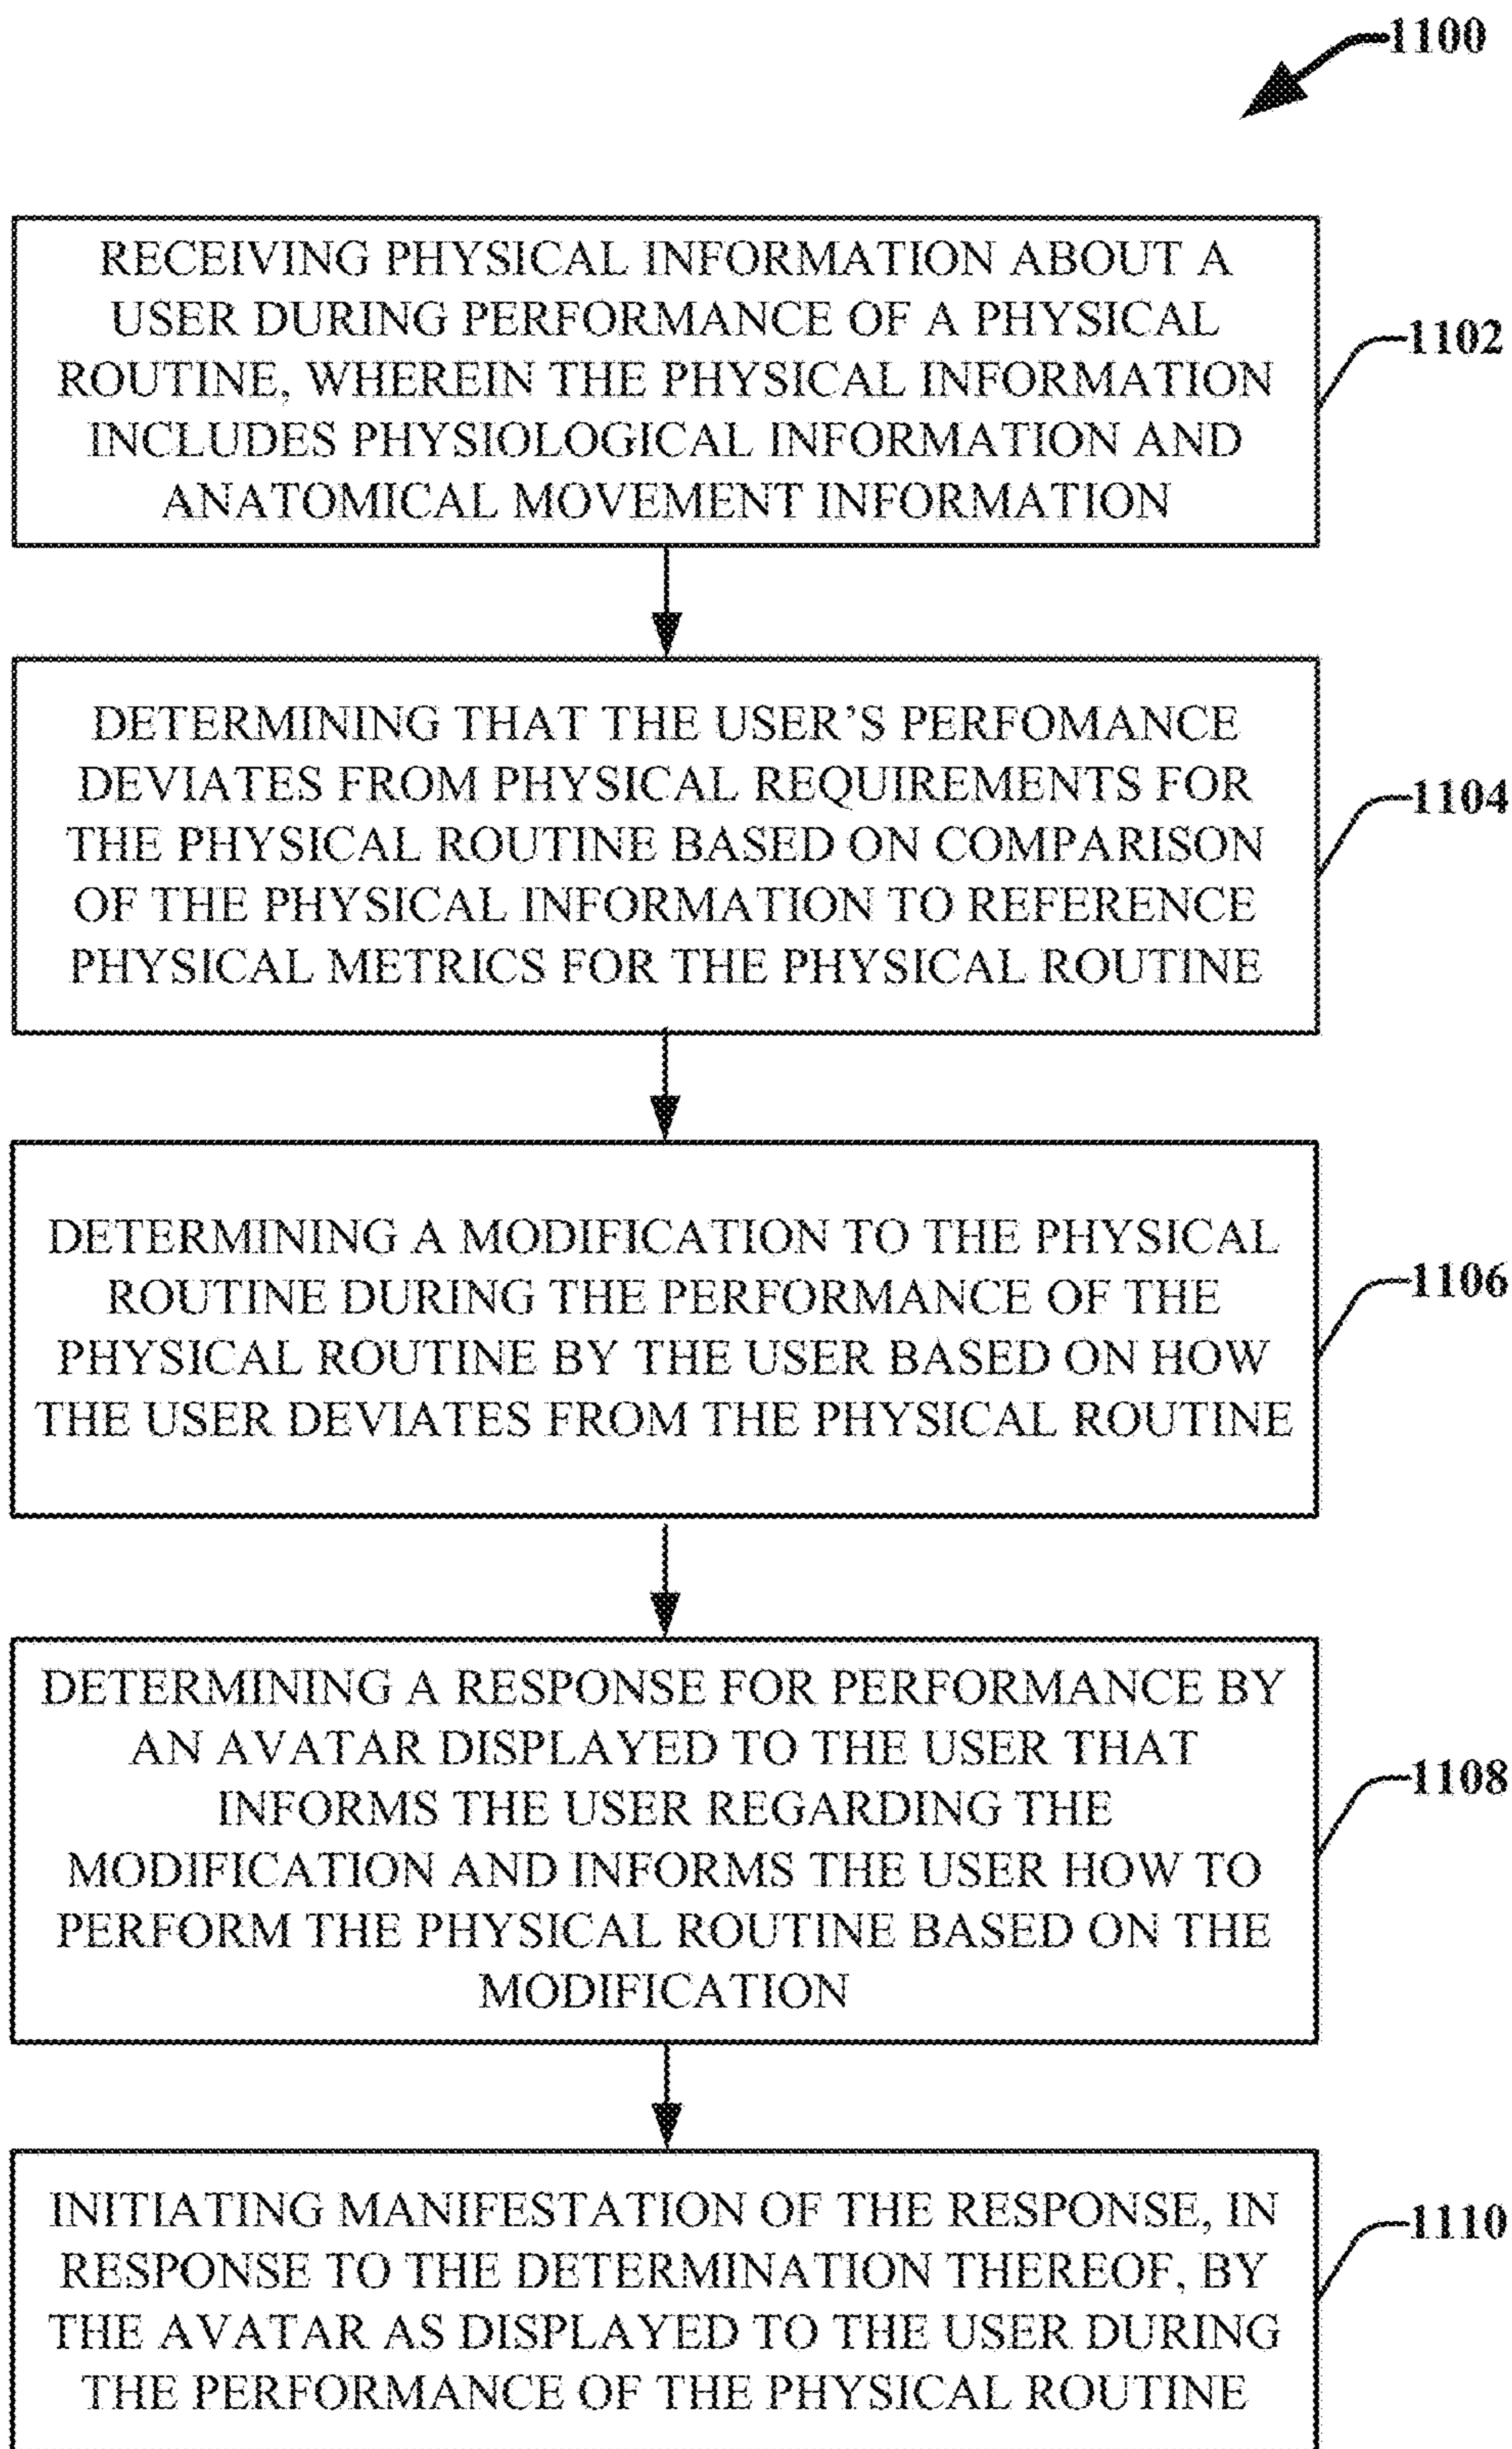 1100
RECEIVING PHYSICAL INFORMATION ABOUT A
USER DURING PERFORMANCE OF A PHYSICAL
ROUTINE, WHEREIN THE PHYSICAL INFORMATION
INCLUDES PHYSIOLOGICAL INFORMATION AND
ANATOMICAL MOVEMENT INFORMATION
1102
DETERMINING THAT THE USER’S PERFOMANCE
DEVIATES FROM PHYSICAL REQUIREMENTS FOR
THE PHYSICAL ROUTINE BASED ON COMPARISON
OF THE PHYSICAL INFORMATION TO REFERENCE
PHYSICAL METRICS FOR THE PHYSICAL ROUTINE
1104
DETERMINING A MODIFICATION TO THE PHYSICAL
ROUTINE DURING THE PERFORMANCE OF THE
PHYSICAL ROUTINE BY THE USER BASED ON HOW
THE USER DEVIATES FROM THE PHYSICAL ROUTINE
1106
DETERMINING A RESPONSE FOR PERFORMANCE BY
AN AVATAR DISPLAYED TO THE USER THAT
INFORMS THE USER REGARDING THE
MODIFICATION AND INFORMS THE USER HOW TO
PERFORM THE PHYSICAL ROUTINE BASED ON THE
MODIFICATION
1108
INITIATING MANIFESTATION OF THE RESPONSE, IN
RESPONSE TO THE DETERMINATION THEREOF, BY
THE AVATAR AS DISPLAYED TO THE USER DURING
THE PERFORMANCE OF THE PHYSICAL ROUTINE
1110